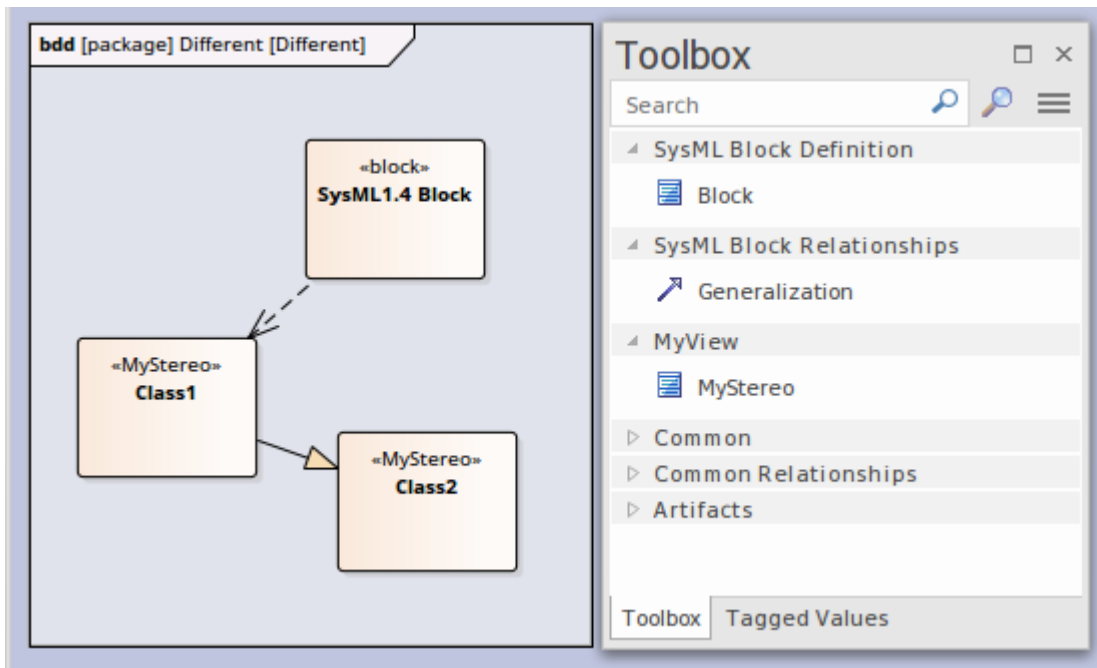 bdd [package] Different [Different]
«block»
SysML1.4 Block
«MyStereo»
Class1
«MyStereo»
Class2
Toolbox
Search
SysML Block Definition
Block
SysML Block Relationships
Generalization
MyView
MyStereo
Common
Common Relationships
Artifacts
Toolbox
Tagged Values